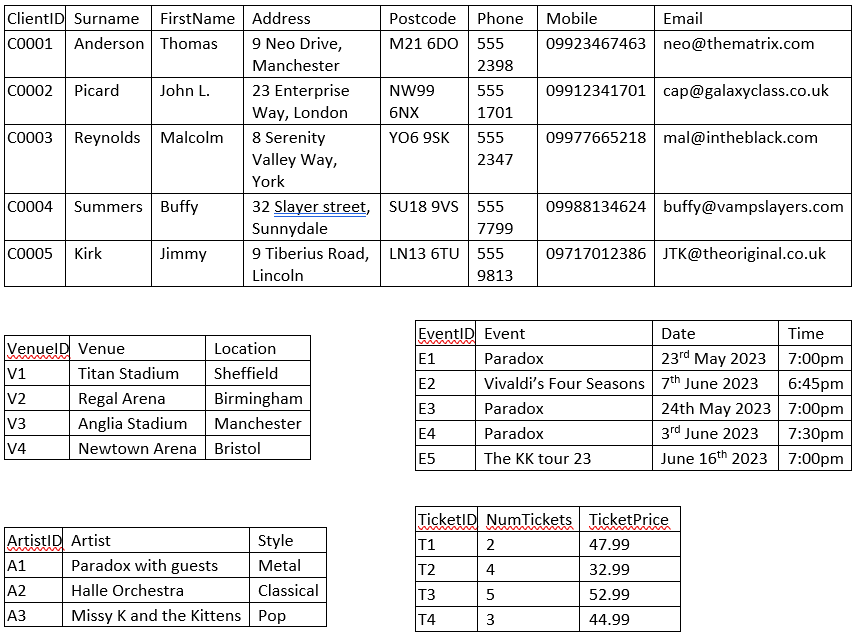 ClientID Surname FirstName Address Postcode Phone Mobile Email
C0001 Anderson Thomas 9 Neo Drive, M21 6DO 555 09923467463 neo@thematrix.com
Manchester 2398
C0002 Picard John L. 23 Enterprise NW99 555 09912341701 cap@galaxyclass.co.uk
Way, London 6NX 1701
C0003 Reynolds Malcolm 8 Serenity YO6 9SK 555 09977665218 mal@intheblack.com
Valley Way, 2347
York
C0004 Summers Buffy 32 Slayer street, SU18 9VS 555 09988134624 buffy@vampslayers.com
Sunnydale 7799
C0005 Kirk Jimmy 9 Tiberius Road, LN13 6TU 555 09717012386 JTK@theoriginal.co.uk
Lincoln 9813
VenueID Venue Location
V1 Titan Stadium Sheffield
V2 Regal Arena Birmingham
V3 Anglia Stadium Manchester
V4 Newtown Arena Bristol
EventID Event Date Time
E1 Paradox 23rd May 2023 7:00pm
E2 Vivaldi’s Four Seasons 7th June 2023 6:45pm
E3 Paradox 24th May 2023 7:00pm
E4 Paradox 3rd June 2023 7:30pm
E5 The KK tour 23 June 16th 2023 7:00pm
ArtistID Artist Style
A1 Paradox with guests Metal
A2 Halle Orchestra Classical
A3 Missy K and the Kittens Pop
TicketID NumTickets TicketPrice
T1 2 47.99
T2 4 32.99
T3 5 52.99
T4 3 44.99